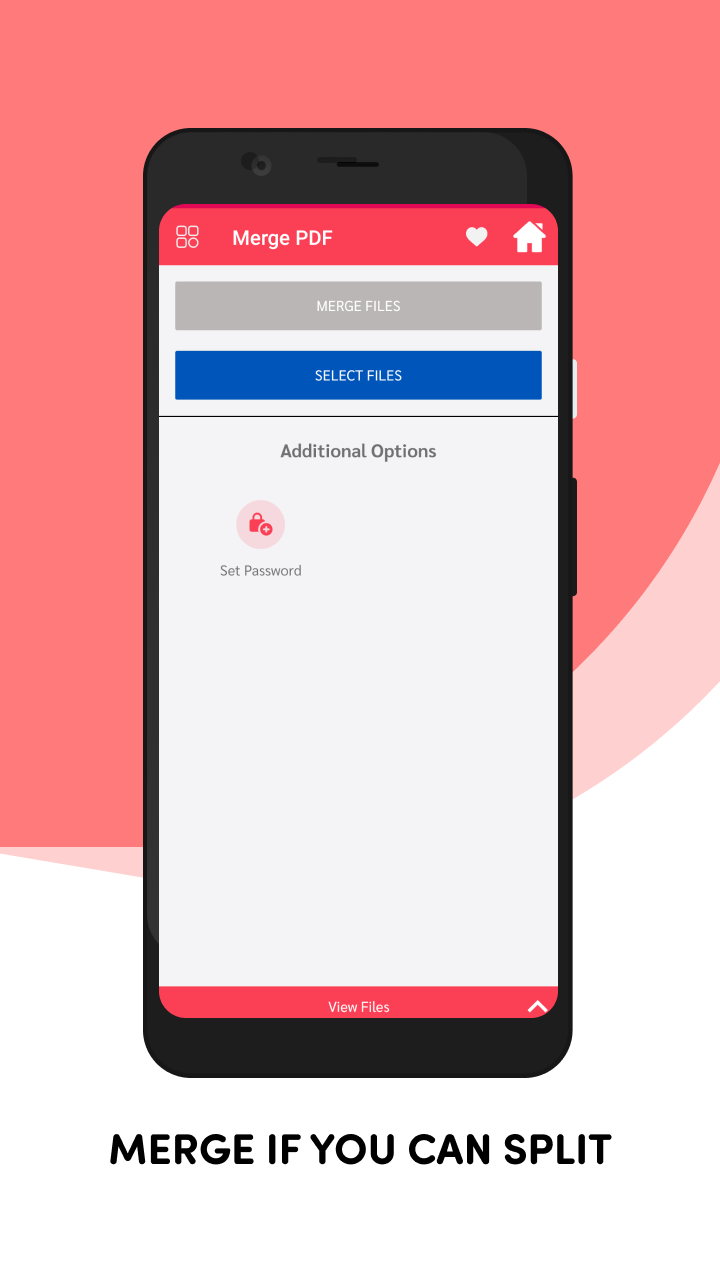 Merge PDF
MERGE FILES
SELECT FILES
Additional Options
Set Password
View Files
MERGE IF YOU CAN SPLIT